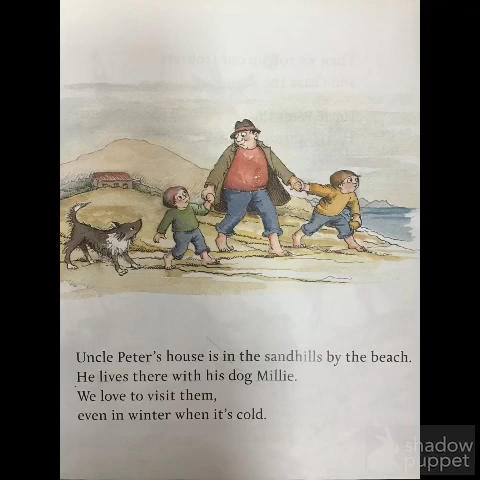 Uncle Peter's house is in the sandhills by the beach.
He lives there with his dog Millie.
We love to visit them,
even in winter when it's cold.
shadow
puppet